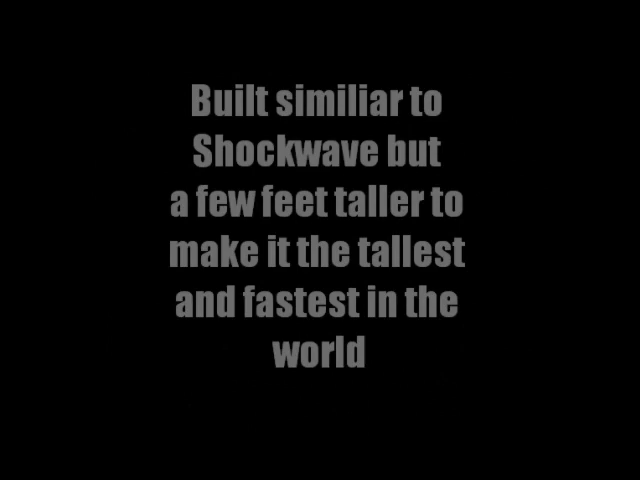 Built similiar to
Shockwave but
a few feet taller to
make it the tallest
and fastest in the
world